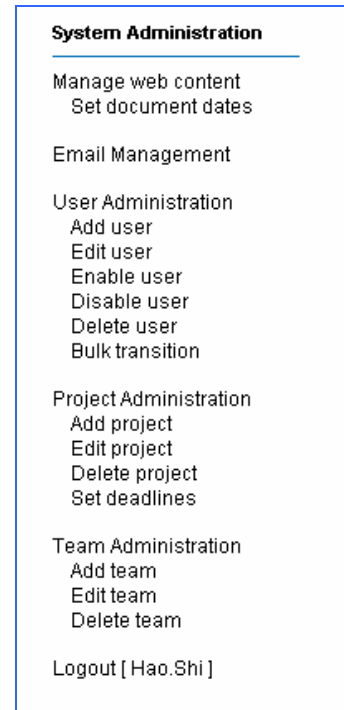 System Administration
Manage web content
Set document dates
Email Management
User Administration
Add user
Edit user
Enable user
Disable user
Delete user
Bulk transition
Project Administration
Add project
Edit project
Delete project
Set deadlines
Team Administration
Add team
Edit team
Delete team
Logout [ Hao.Shi ]